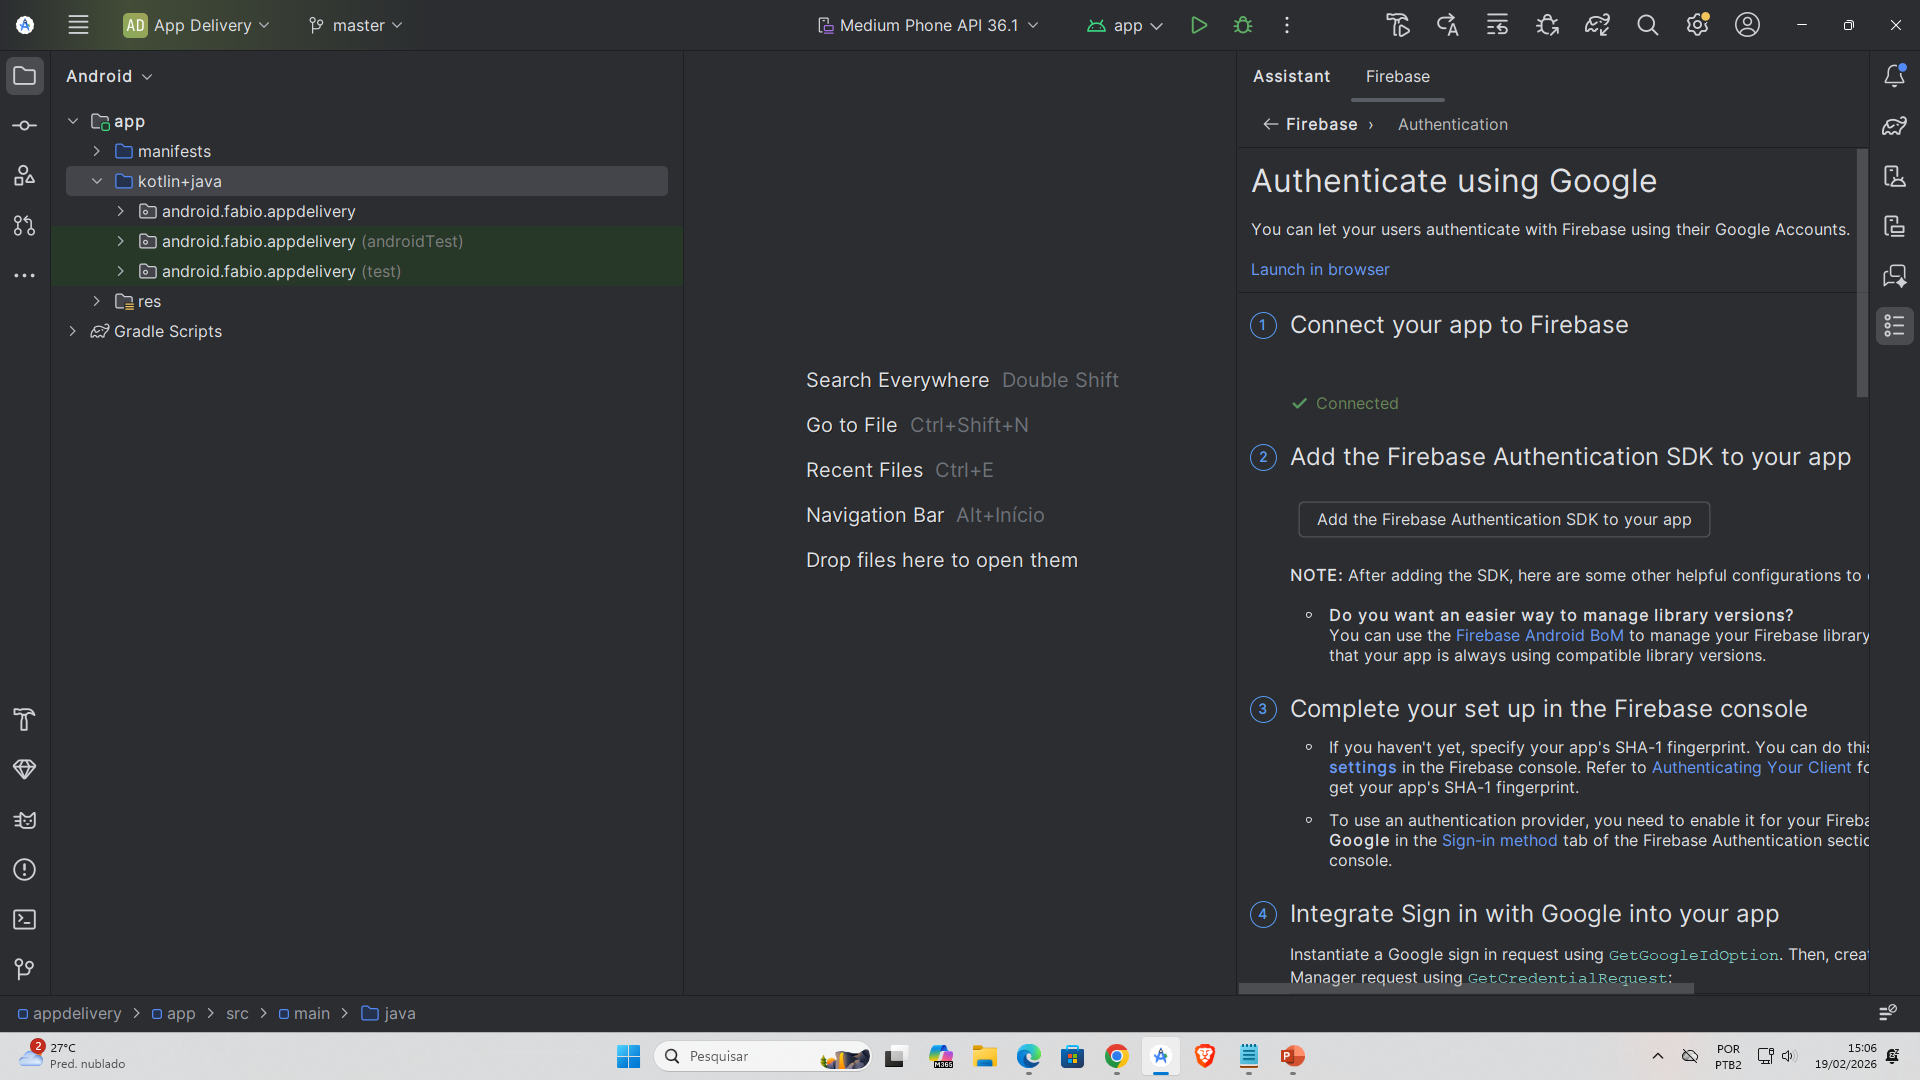 AD App Delivery
master
Medium Phone API 36.1
app
Android
app
manifests
kotlin+java
android.fabio.appdelivery
android.fabio.appdelivery (androidTest)
android.fabio.appdelivery (test)
res
Gradle Scripts
Search Everywhere Double Shift
Go to File Ctrl+Shift+N
Recent Files Ctrl+E
Navigation Bar Alt+Início
Drop files here to open them
Assistant Firebase
Firebase › Authentication
Authenticate using Google
You can let your users authenticate with Firebase using their Google Accounts.
Launch in browser
1 Connect your app to Firebase
Connected
2 Add the Firebase Authentication SDK to your app
Add the Firebase Authentication SDK to your app
NOTE: After adding the SDK, here are some other helpful configurations to
Do you want an easier way to manage library versions?
You can use the Firebase Android BoM to manage your Firebase library
that your app is always using compatible library versions.
3 Complete your set up in the Firebase console
If you haven't yet, specify your app's SHA-1 fingerprint. You can do this
settings in the Firebase console. Refer to Authenticating Your Client fo
get your app's SHA-1 fingerprint.
To use an authentication provider, you need to enable it for your Fireba
Google in the Sign-in method tab of the Firebase Authentication sectio
console.
4 Integrate Sign in with Google into your app
Instantiate a Google sign in request using GetGoogleIdOption. Then, creat
Manager request using GetCredentialRequest:
appdelivery > app > src > main > java
2
27°C
Pred. nublado
Pesquisar
M365
POR
PTB2
15:06
19/02/2026